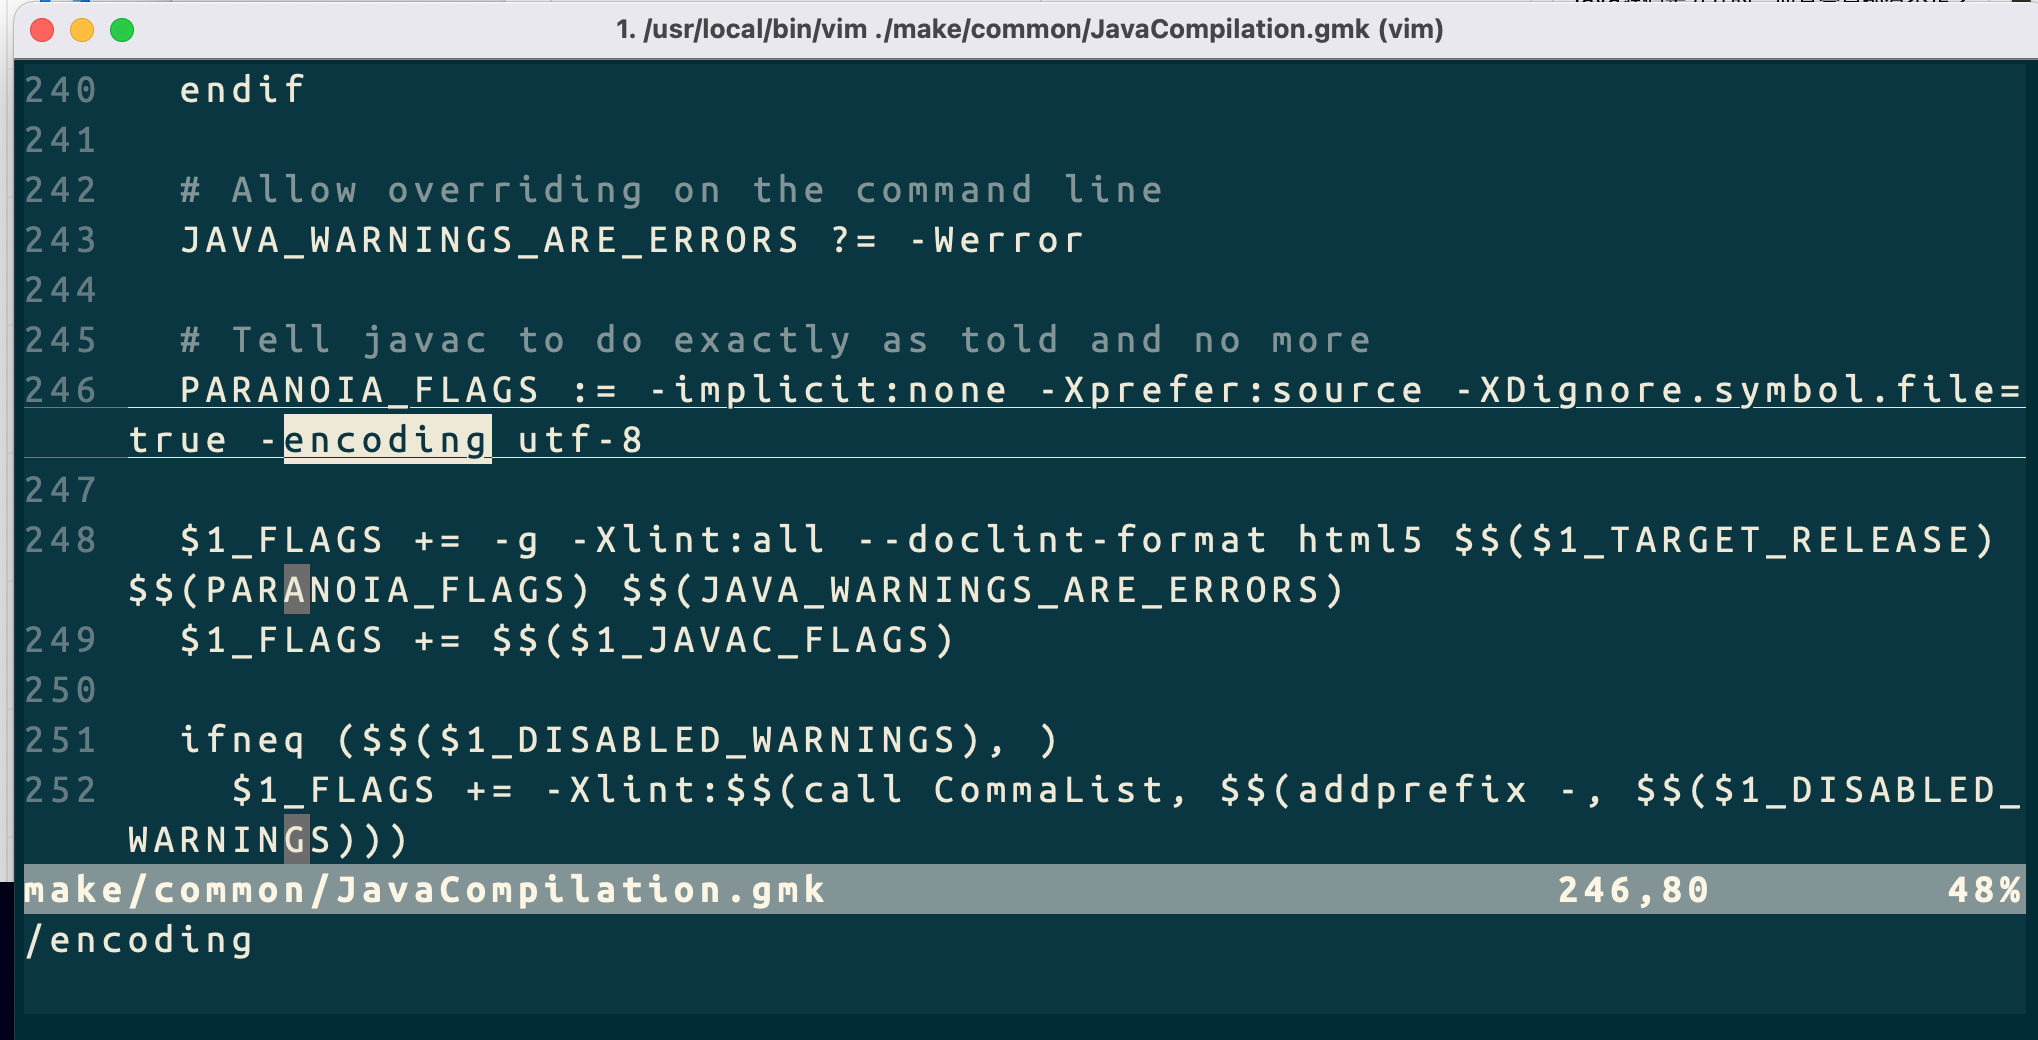 1. /usr/local/bin/vim ./make/common/JavaCompilation.gmk (vim)
240   endif
241
242   # Allow overriding on the command line
243   JAVA_WARNINGS_ARE_ERRORS ?= -Werror
244
245   # Tell javac to do exactly as told and no more
246   PARANOIA_FLAGS := -implicit:none -Xprefer:source -XDignore.symbol.file=
true -encoding utf-8
247
248   $1_FLAGS += -g -Xlint:all --doclint-format html5 $$($1_TARGET_RELEASE)
$$(PARANOIA_FLAGS) $$(JAVA_WARNINGS_ARE_ERRORS)
249   $1_FLAGS += $$($1_JAVAC_FLAGS)
250
251   ifneq ($$($1_DISABLED_WARNINGS), )
252     $1_FLAGS += -Xlint:$$(call CommaList, $$(addprefix -, $$($1_DISABLED_
WARNINGS)))
make/common/JavaCompilation.gmk 246,80 48%
/encoding